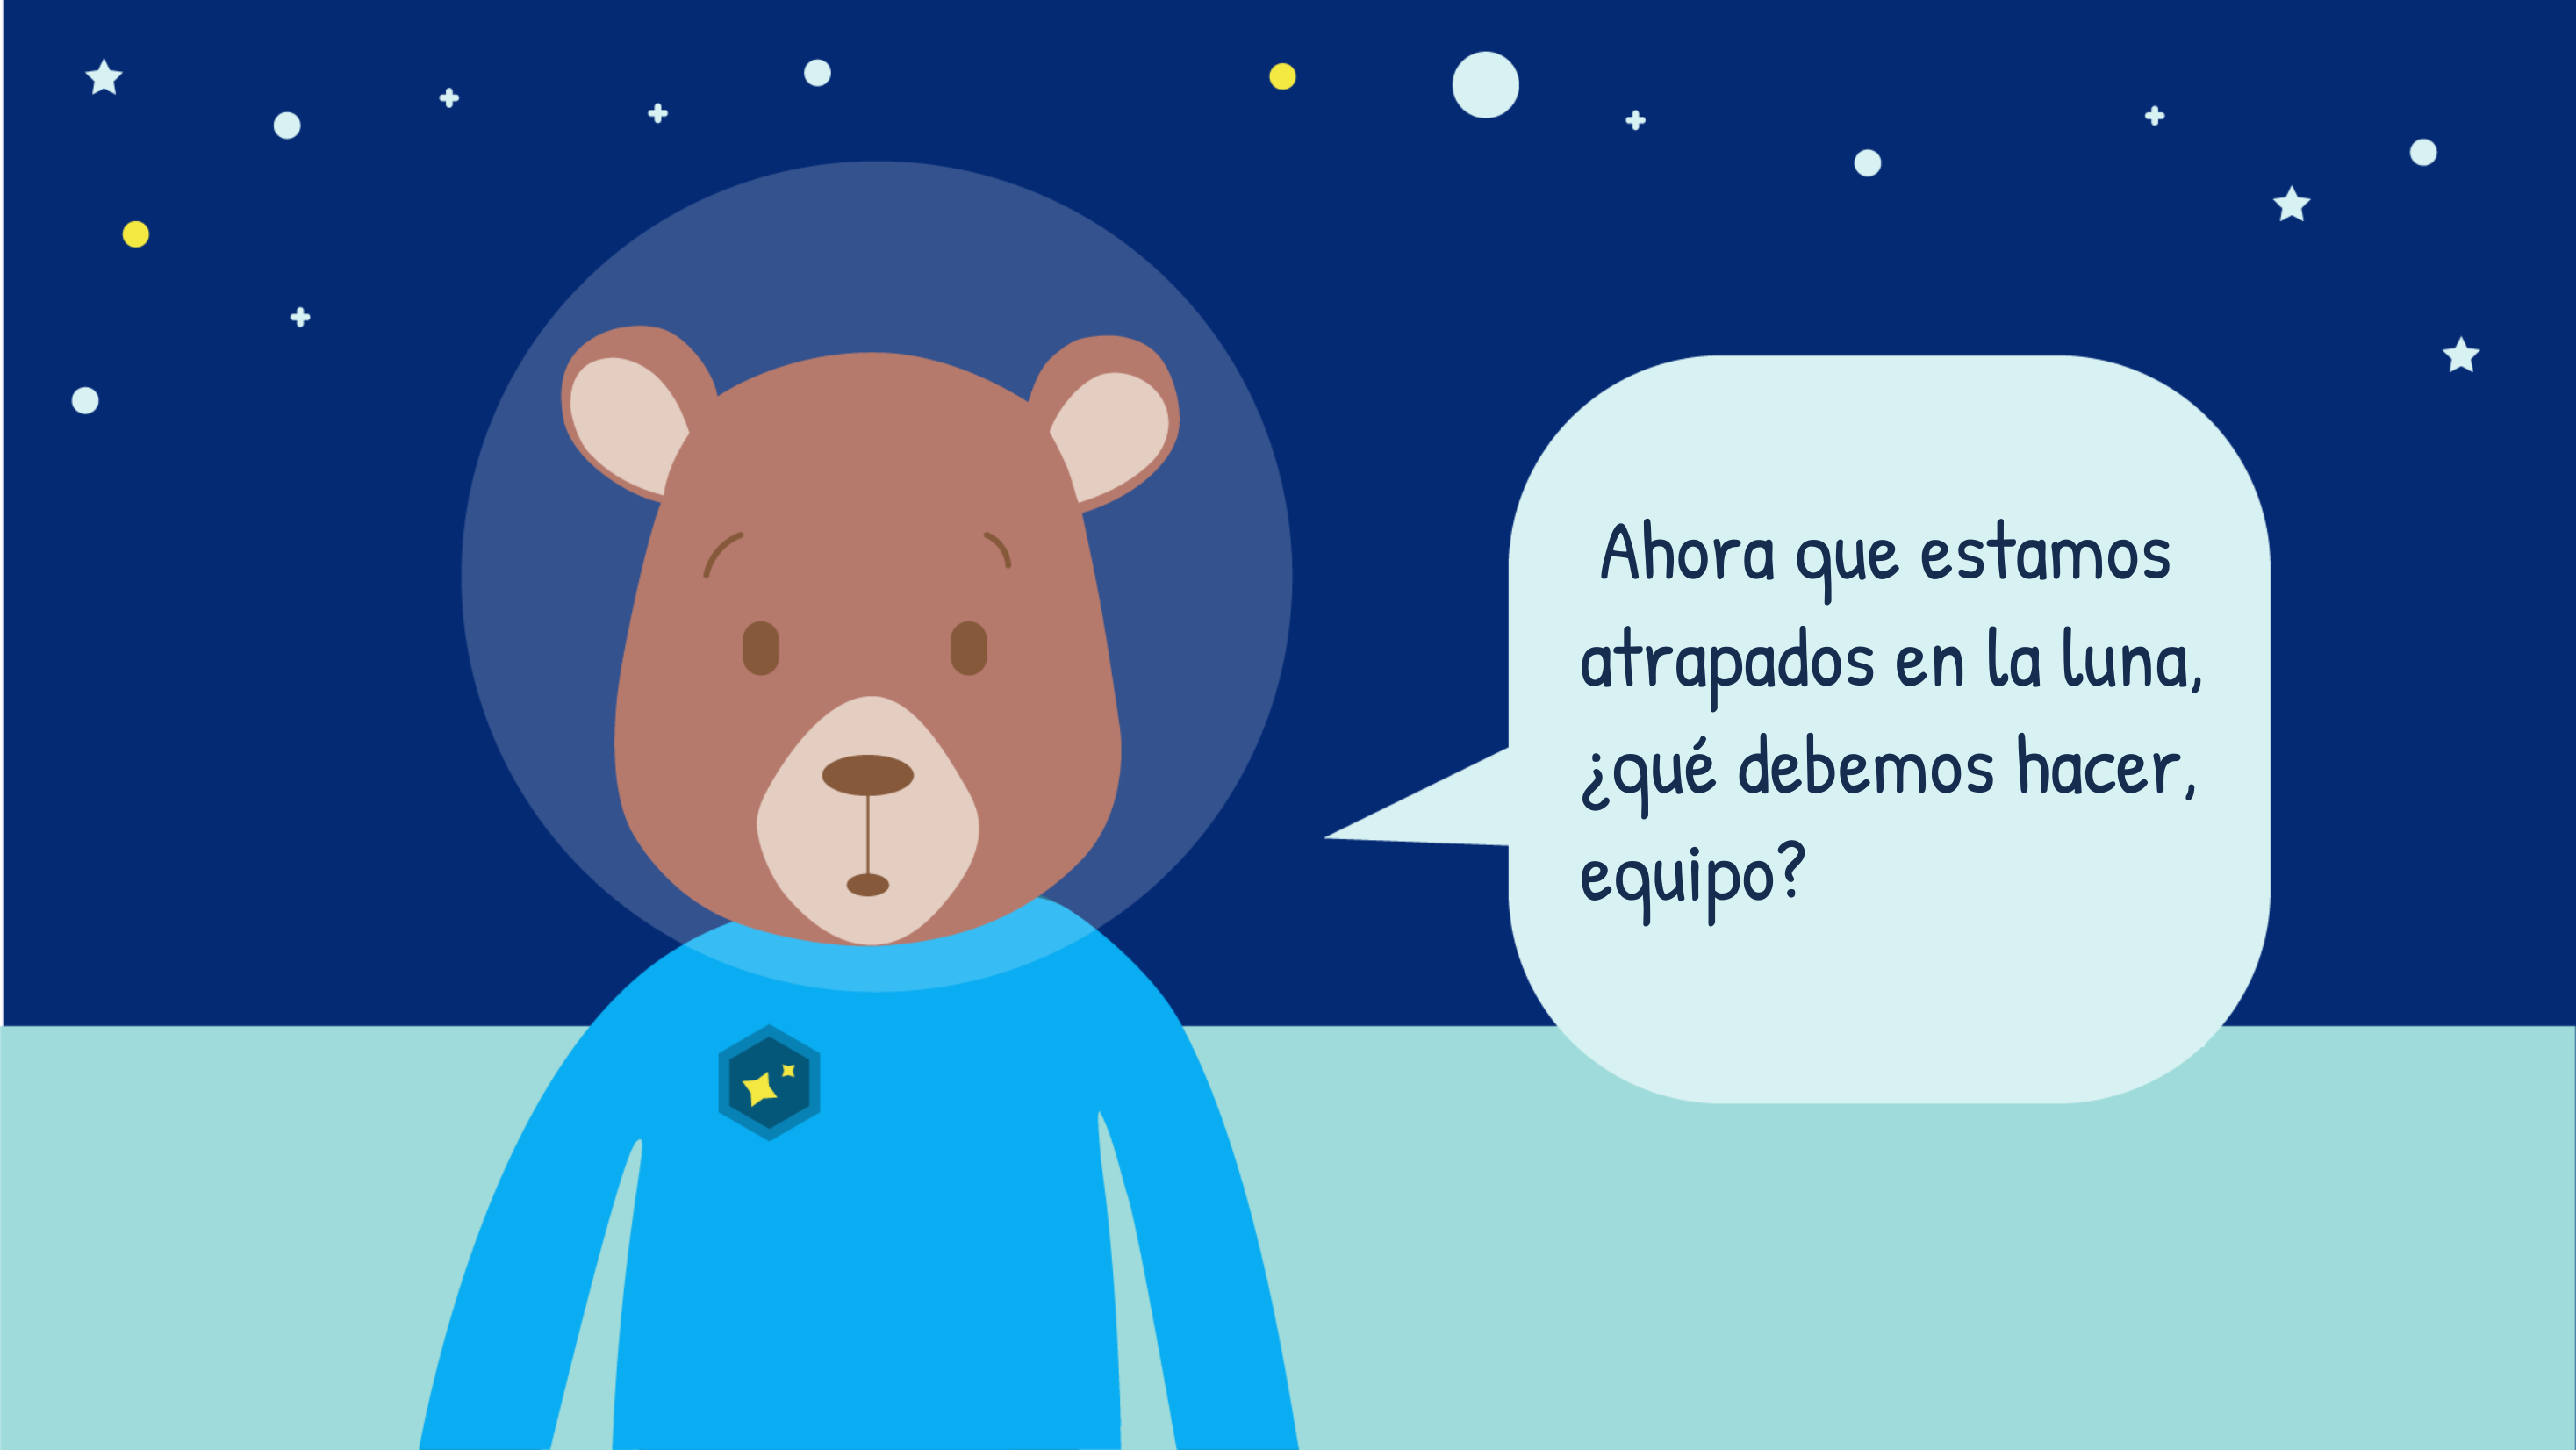 Ahora que estamos
atrapados en la luna,
¿qué debemos hacer,
equipo?